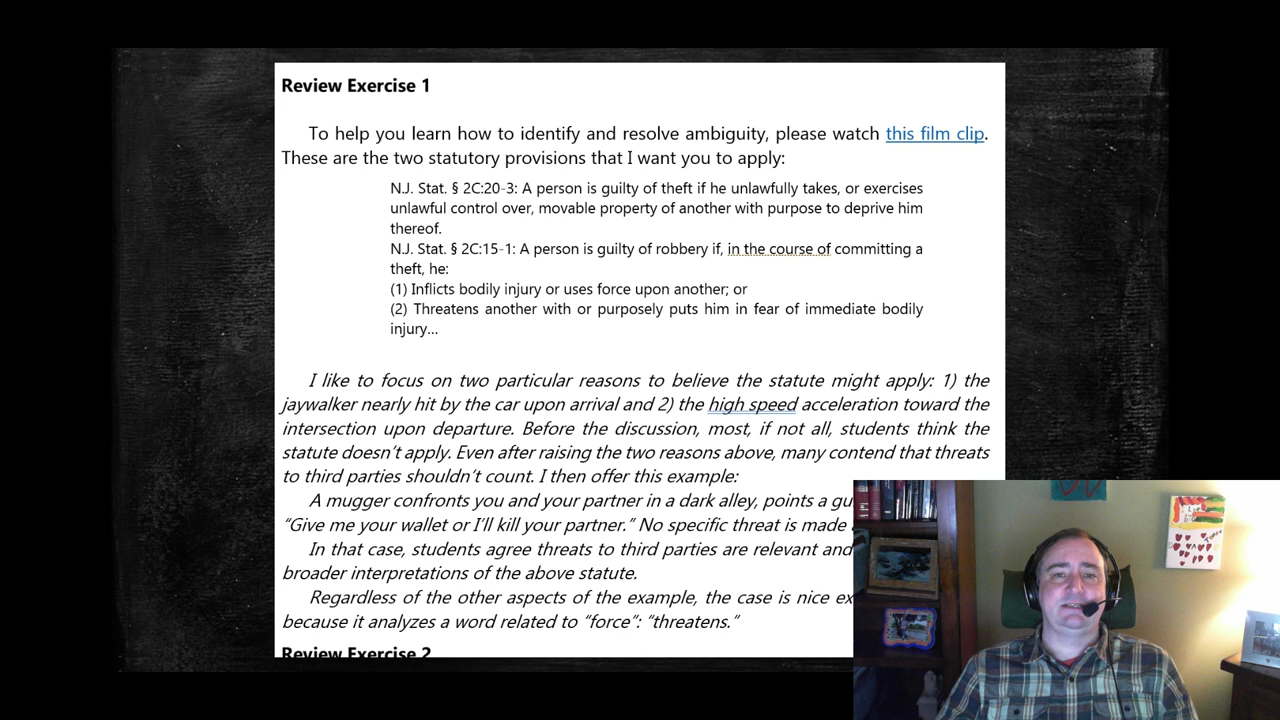 Review Exercise 1
To help you learn how to identify and resolve ambiguity, please watch this film clip.
These are the two statutory provisions that I want you to apply:
N.J. Stat. § 2C:20-3: A person is guilty of theft if he unlawfully takes, or exercises
unlawful control over, movable property of another with purpose to deprive him
thereof.
N.J. Stat. § 2C:15-1: A person is guilty of robbery if, in the course of committing a
theft, he:
(1) Inflicts bodily injury or uses force upon another; or
(2) Threatens another with or purposely puts him in fear of immediate bodily
injury...
I like to focus on two particular reasons to believe the statute might apply: 1) the
jaywalker nearly hit by the car upon arrival and 2) the high speed acceleration toward the
intersection upon departure. Before the discussion, most, if not all, students think the
statute doesn't apply. Even after raising the two reasons above, many contend that threats
to third parties shouldn't count. I then offer this example:
A mugger confronts you and your partner in a dark alley, points a gu
"Give me your wallet or I'll kill your partner." No specific threat is made
In that case, students agree threats to third parties are relevant and
broader interpretations of the above statute.
Regardless of the other aspects of the example, the case is nice ex
because it analyzes a word related to "force": "threatens."
Review Exercise 2